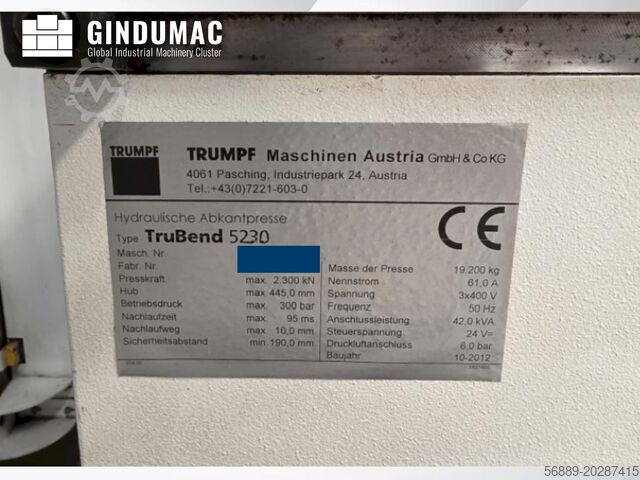 GINDUMAC
Global Industrial Machinery Cluster
TRUMPF
TRUMPF Maschinen Austria GmbH & Co KG
4061 Pasching, Industriepark 24, Austria
Tel.:+43(0)7221-603-0
CE
Hydraulische Abkantpresse
Type TruBend 5230
Masch. Nr.
Fabr. Nr.
Presskraft max. 2.300 kN
Hub max. 445,0 mm
Betriebsdruck max. 300 bar
Nachlaufzeit max. 95 ms
Nachlaufweg max. 10,0 mm
Sicherheitsabstand min 190,0 mm
Masse der Presse 19.200 kg
Nennstrom 61,0 A
Spannung 3x400 V
Frequenz 50 Hz
Anschlussleistung 42,0 kVA
Steuerspannung 24 V=
Druckluftanschluss 6,0 bar
Baujahr 10-2012
56889-20287415